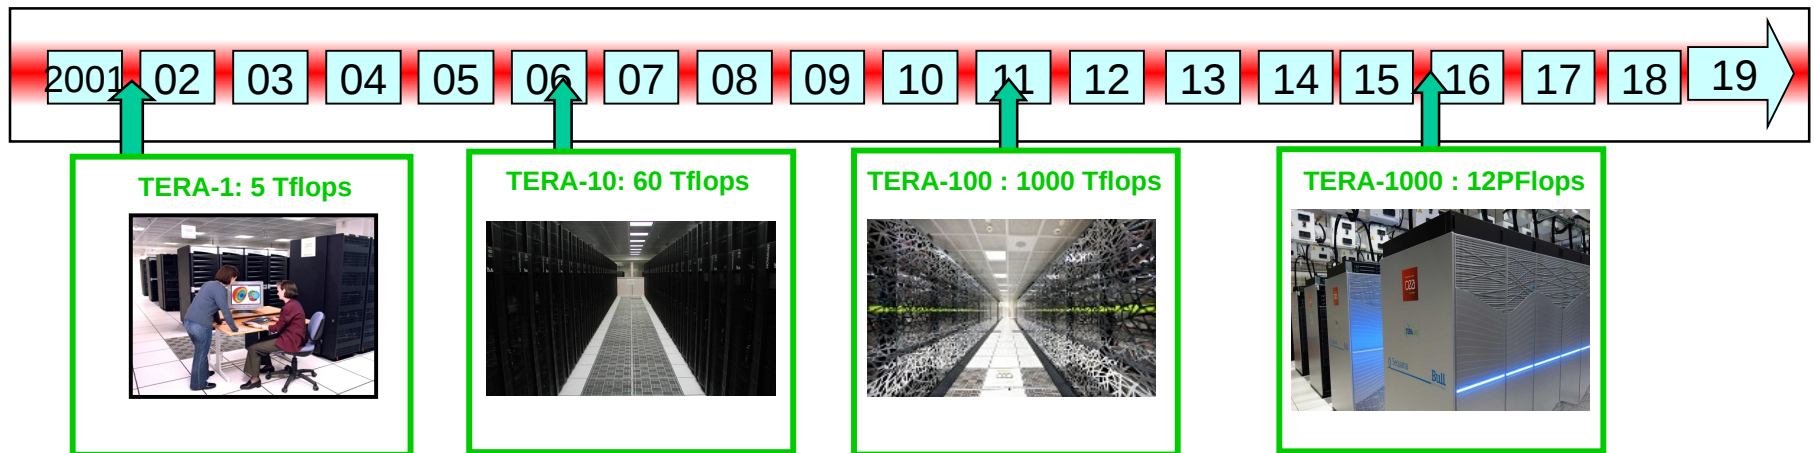 2001 02 03 04 05 06 07 08 09 10 11 12 13 14 15 16 17 18 19
TERA-1: 5 Tflops
TERA-10: 60 Tflops
TERA-100 : 1000 Tflops
TERA-1000 : 12PFlops
cea
Bull